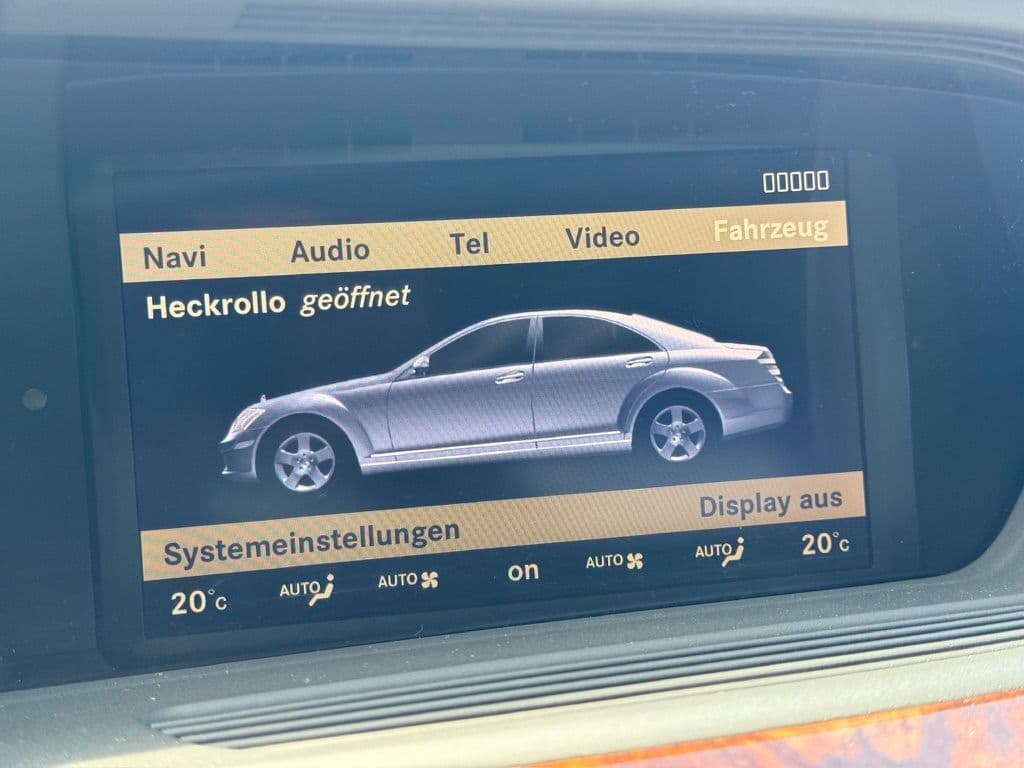 Navi Audio Tel Video Fahrzeug
Heckrollo geöffnet
Systemeinstellungen Display aus
20°C AUTO AUTO on AUTO AUTO 20°C